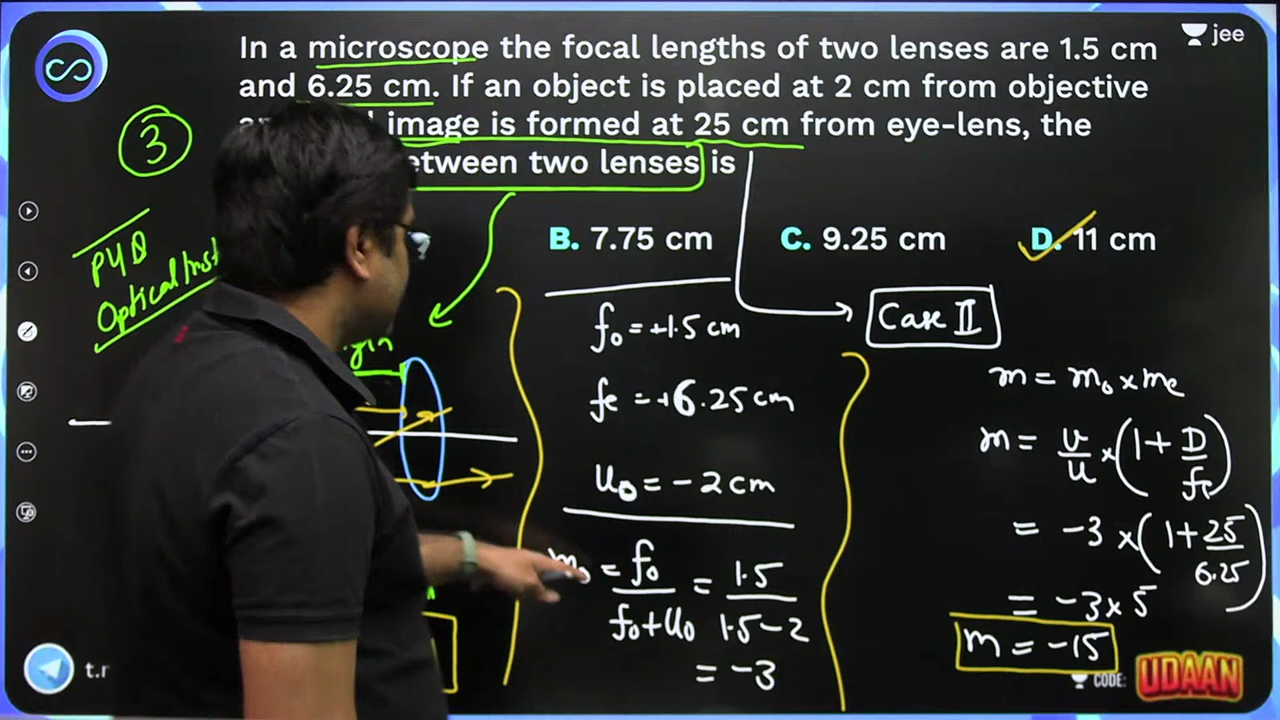 In a microscope the focal lengths of two lenses are 1.5 cm
and 6.25 cm. If an object is placed at 2 cm from objective
image is formed at 25 cm from eye-lens, the
between two lenses is
jee
3
PYQ
Optical Inst
B. 7.75 cm
C. 9.25 cm
D. 11 cm
f₀ = +1.5 cm
fe = +6.25 cm
u₀ = -2 cm
m₀ = f₀/(f₀+u₀) = 1.5/(1.5-2)
= -3
Case II
m = m₀ × me
m = v/u × (1 + D/fe)
= -3 × (1 + 25/6.25)
= -3 × 5
m = -15
t.r
CODE:
UDAAN